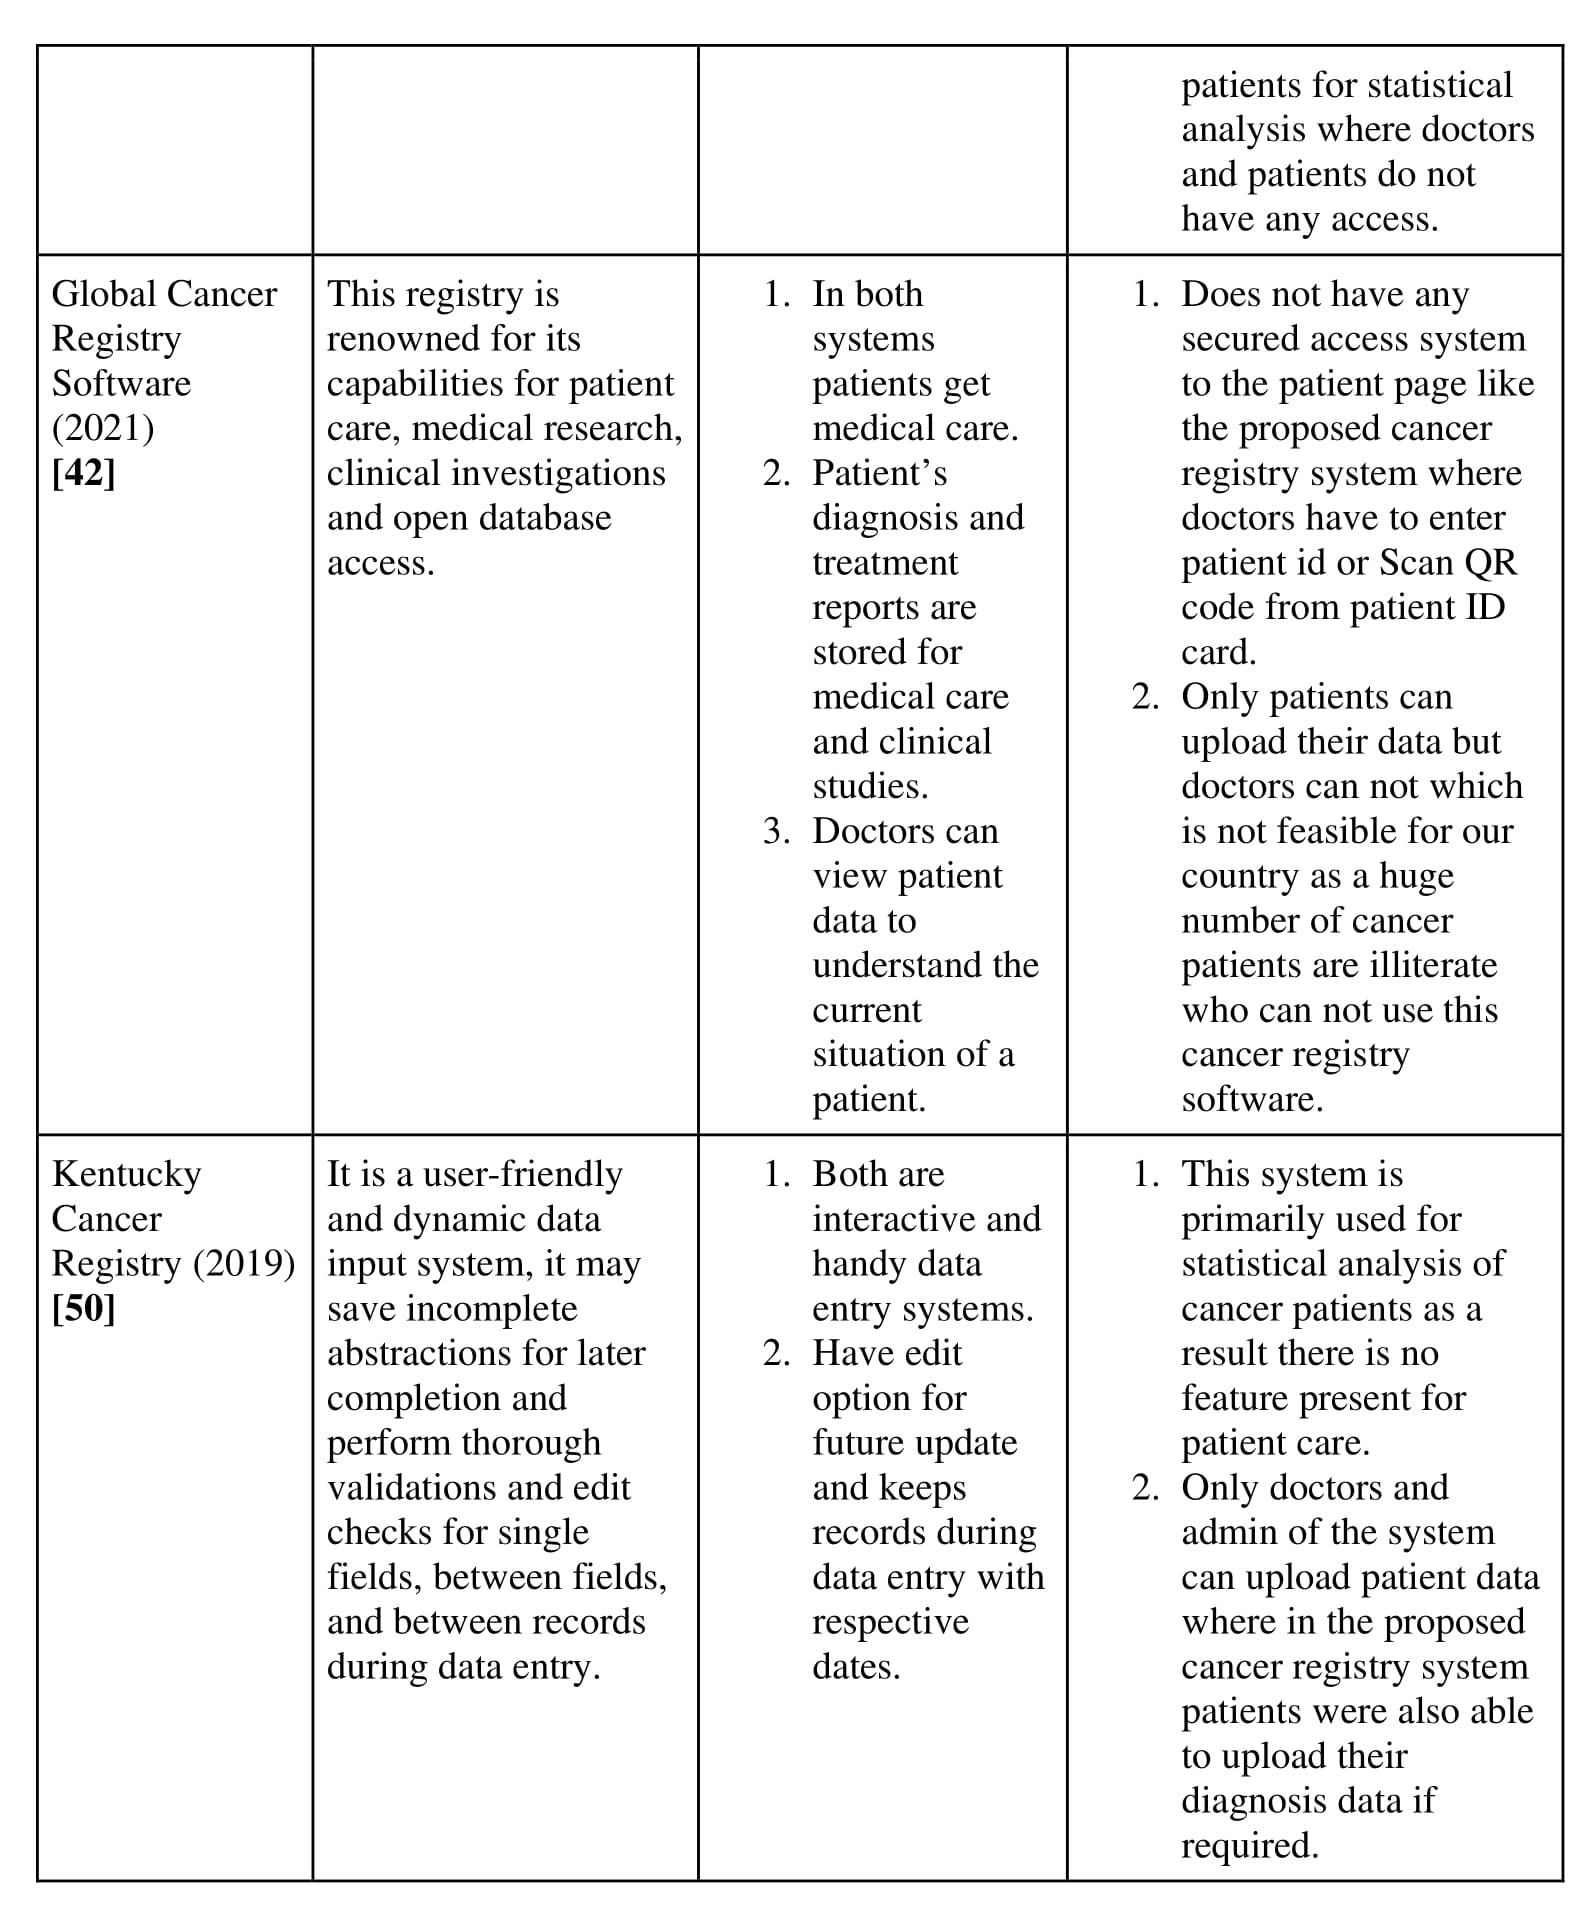 patients for statistical
analysis where doctors
and patients do not
have any access.
Global Cancer
Registry
Software
(2021)
[42]
This registry is
renowned for its
capabilities for patient
care, medical research,
clinical investigations
and open database
access.
1. In both
systems
patients get
medical care.
2. Patient’s
diagnosis and
treatment
reports are
stored for
medical care
and clinical
studies.
3. Doctors can
view patient
data to
understand the
current
situation of a
patient.
1. Does not have any
secured access system
to the patient page like
the proposed cancer
registry system where
doctors have to enter
patient id or Scan QR
code from patient ID
card.
2. Only patients can
upload their data but
doctors can not which
is not feasible for our
country as a huge
number of cancer
patients are illiterate
who can not use this
cancer registry
software.
Kentucky
Cancer
Registry (2019)
[50]
It is a user-friendly
and dynamic data
input system, it may
save incomplete
abstractions for later
completion and
perform thorough
validations and edit
checks for single
fields, between fields,
and between records
during data entry.
1. Both are
interactive and
handy data
entry systems.
2. Have edit
option for
future update
and keeps
records during
data entry with
respective
dates.
1. This system is
primarily used for
statistical analysis of
cancer patients as a
result there is no
feature present for
patient care.
2. Only doctors and
admin of the system
can upload patient data
where in the proposed
cancer registry system
patients were also able
to upload their
diagnosis data if
required.